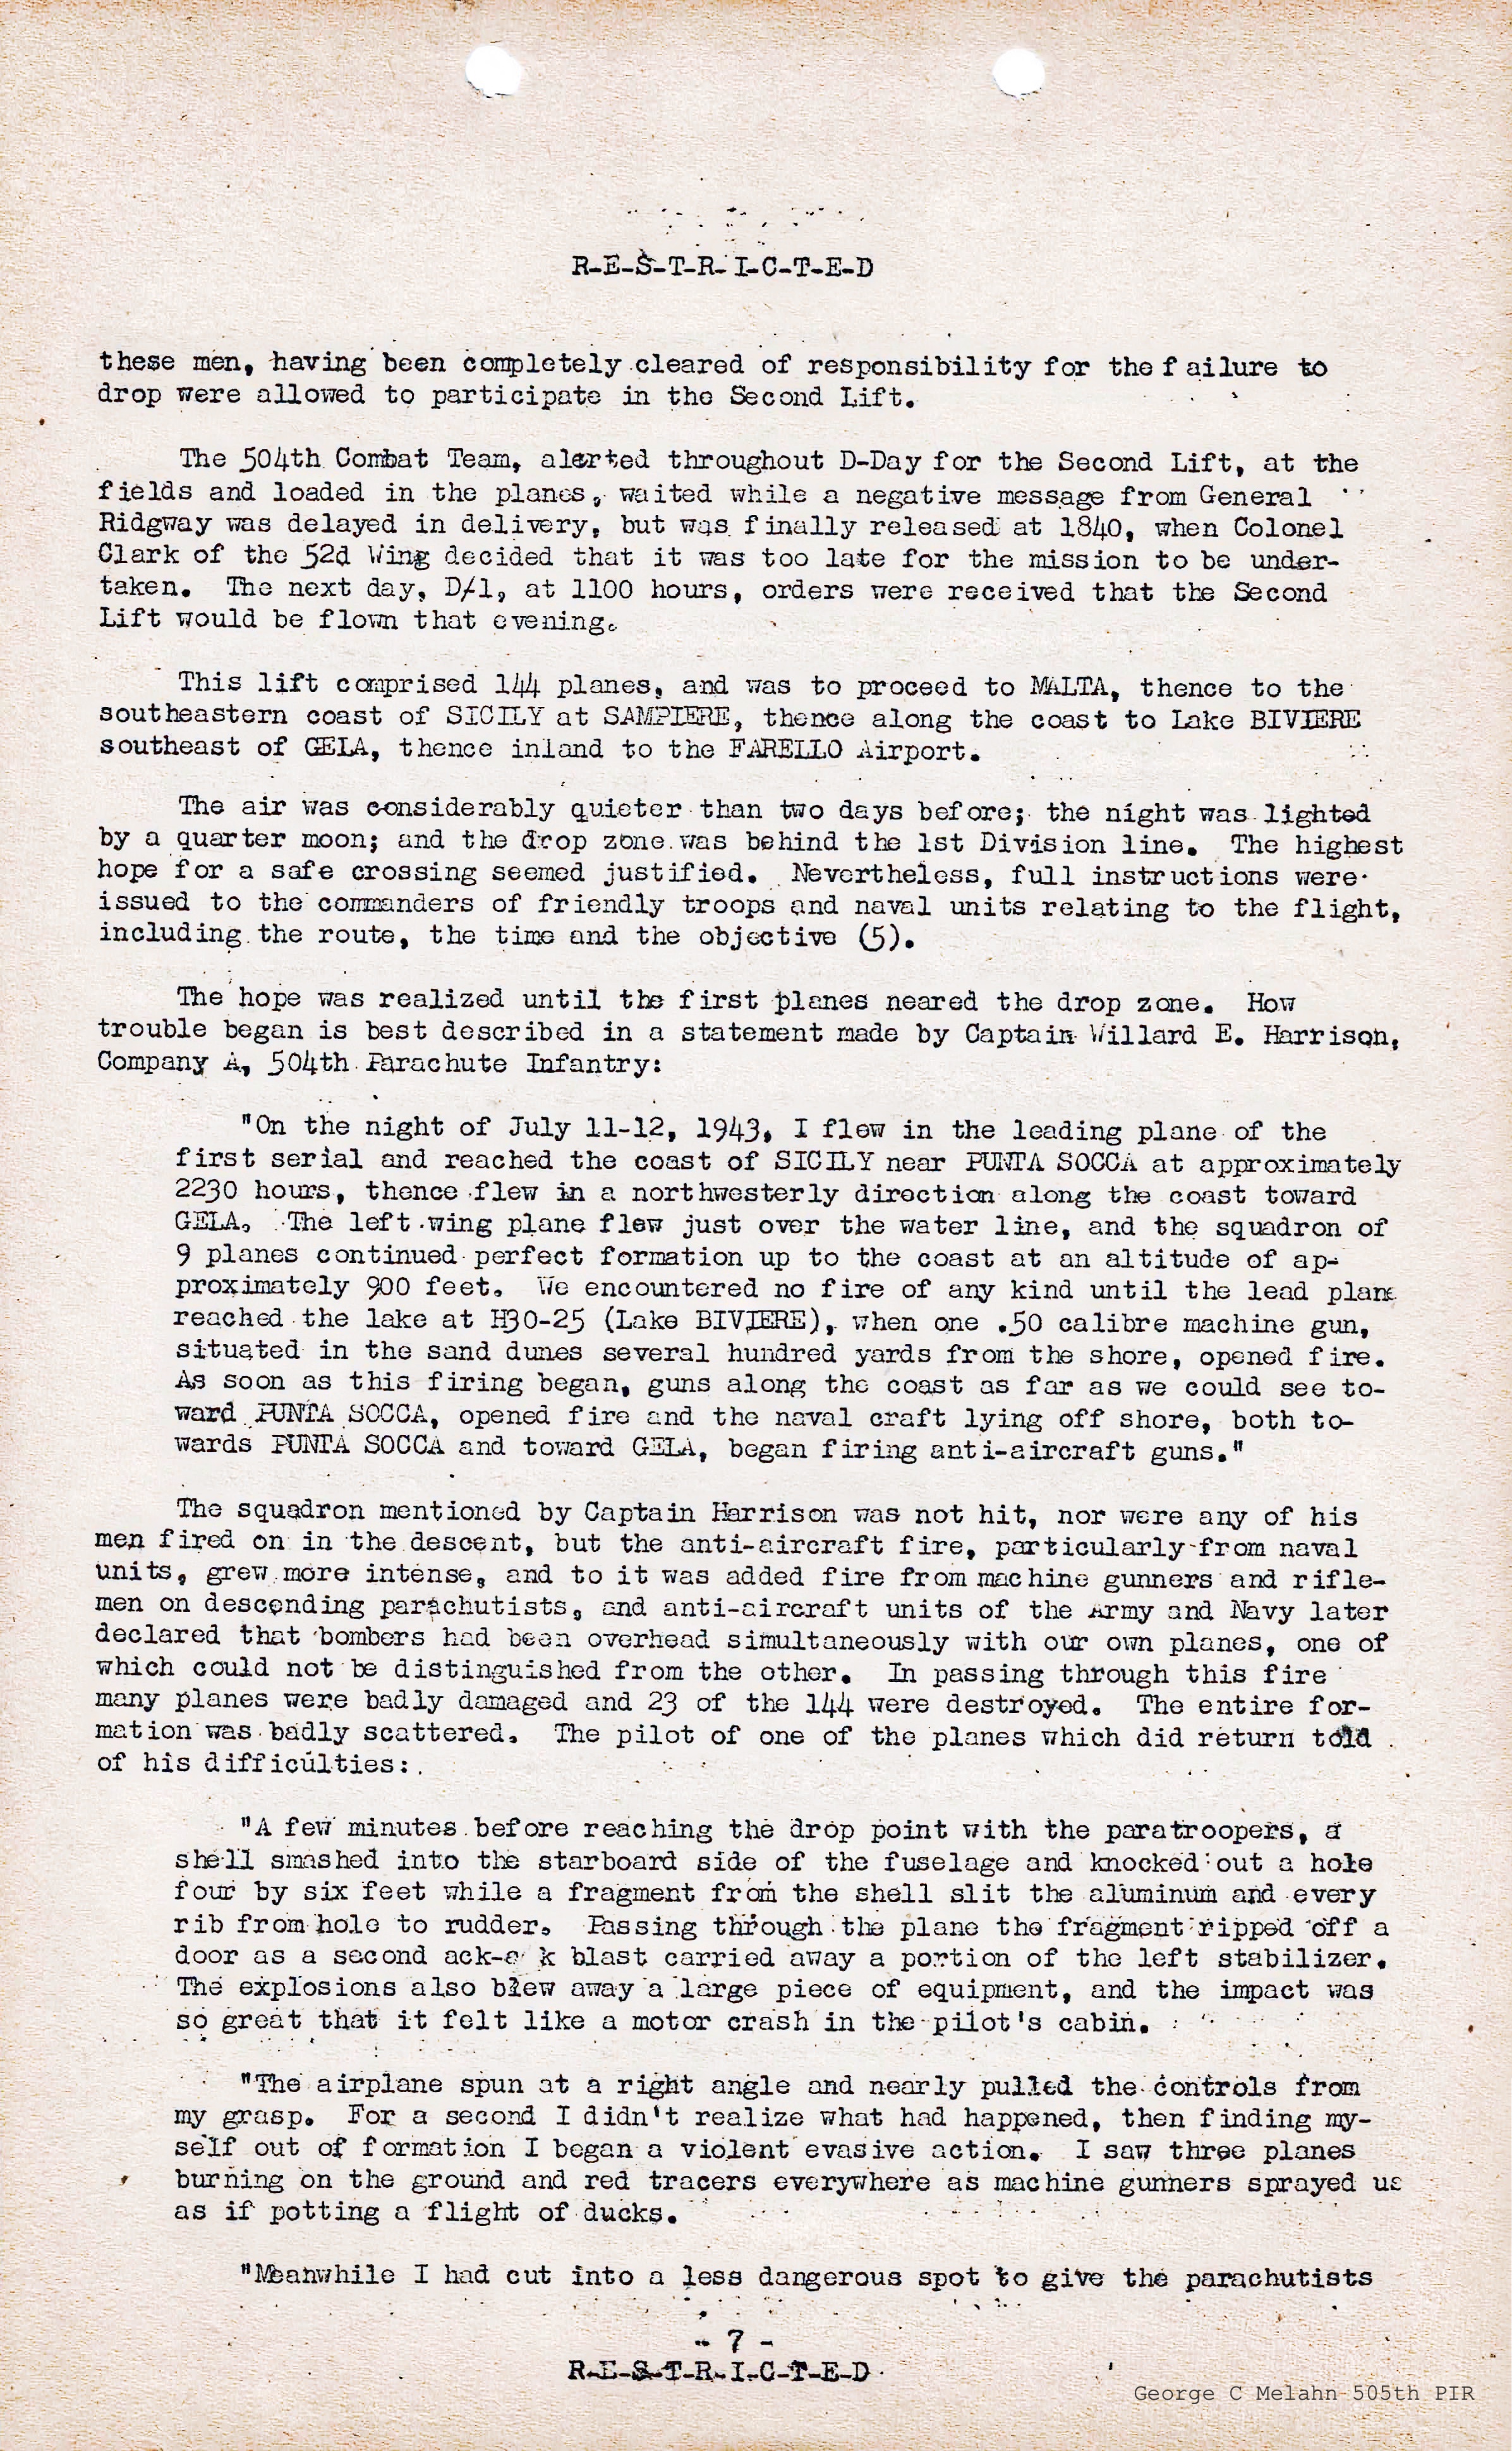 R-E-S-T-R-I-C-T-E-D
these men, having been completely cleared of responsibility for the failure to
drop were allowed to participate in the Second Lift.
The 504th Combat Team, alerted throughout D-Day for the Second Lift, at the
fields and loaded in the planes, waited while a negative message from General
Ridgway was delayed in delivery, but was finally released at 1840, when Colonel
Clark of the 52d Wing decided that it was too late for the mission to be under-
taken. The next day, D/1, at 1100 hours, orders were received that the Second
Lift would be flown that evening.
This lift comprised 144 planes, and was to proceed to MALTA, thence to the
southeastern coast of SICILY at SAMPIERE, thence along the coast to Lake BIVIERE
southeast of GELA, thence inland to the FARELLO Airport.
The air was considerably quieter than two days before; the night was lighted
by a quarter moon; and the drop zone was behind the 1st Division line. The highest
hope for a safe crossing seemed justified. Nevertheless, full instructions were
issued to the commanders of friendly troops and naval units relating to the flight,
including the route, the time and the objective (5).
The hope was realized until the first planes neared the drop zone. How
trouble began is best described in a statement made by Captain Willard E. Harrison,
Company A, 504th Parachute Infantry:
"On the night of July 11-12, 1943, I flew in the leading plane of the
first serial and reached the coast of SICILY near PUNTA SOCCA at approximately
2230 hours, thence flew in a northwesterly direction along the coast toward
GELA. The left wing plane flew just over the water line, and the squadron of
9 planes continued perfect formation up to the coast at an altitude of ap-
proximately 900 feet. We encountered no fire of any kind until the lead plane
reached the lake at H30-25 (Lake BIVIERE), when one .50 calibre machine gun,
situated in the sand dunes several hundred yards from the shore, opened fire.
As soon as this firing began, guns along the coast as far as we could see to-
ward PUNTA SOCCA, opened fire and the naval craft lying off shore, both to-
wards PUNTA SOCCA and toward GELA, began firing anti-aircraft guns."
The squadron mentioned by Captain Harrison was not hit, nor were any of his
men fired on in the descent, but the anti-aircraft fire, particularly from naval
units, grew more intense, and to it was added fire from machine gunners and rifle-
men on descending parachutists, and anti-aircraft units of the Army and Navy later
declared that bombers had been overhead simultaneously with our own planes, one of
which could not be distinguished from the other. In passing through this fire
many planes were badly damaged and 23 of the 144 were destroyed. The entire for-
mation was badly scattered. The pilot of one of the planes which did return told
of his difficulties:
"A few minutes before reaching the drop point with the paratroopers, a
shell smashed into the starboard side of the fuselage and knocked out a hole
four by six feet while a fragment from the shell slit the aluminum and every
rib from hole to rudder. Passing through the plane the fragment ripped off a
door as a second ack-ack blast carried away a portion of the left stabilizer.
The explosions also blew away a large piece of equipment, and the impact was
so great that it felt like a motor crash in the pilot's cabin.
"The airplane spun at a right angle and nearly pulled the controls from
my grasp. For a second I didn't realize what had happened, then finding my-
self out of formation I began a violent evasive action. I saw three planes
burning on the ground and red tracers everywhere as machine gunners sprayed us
as if potting a flight of ducks.
"Meanwhile I had cut into a less dangerous spot to give the parachutists
- 7 -
R-E-S-T-R-I-C-T-E-D
George C Melahn 505th PIR